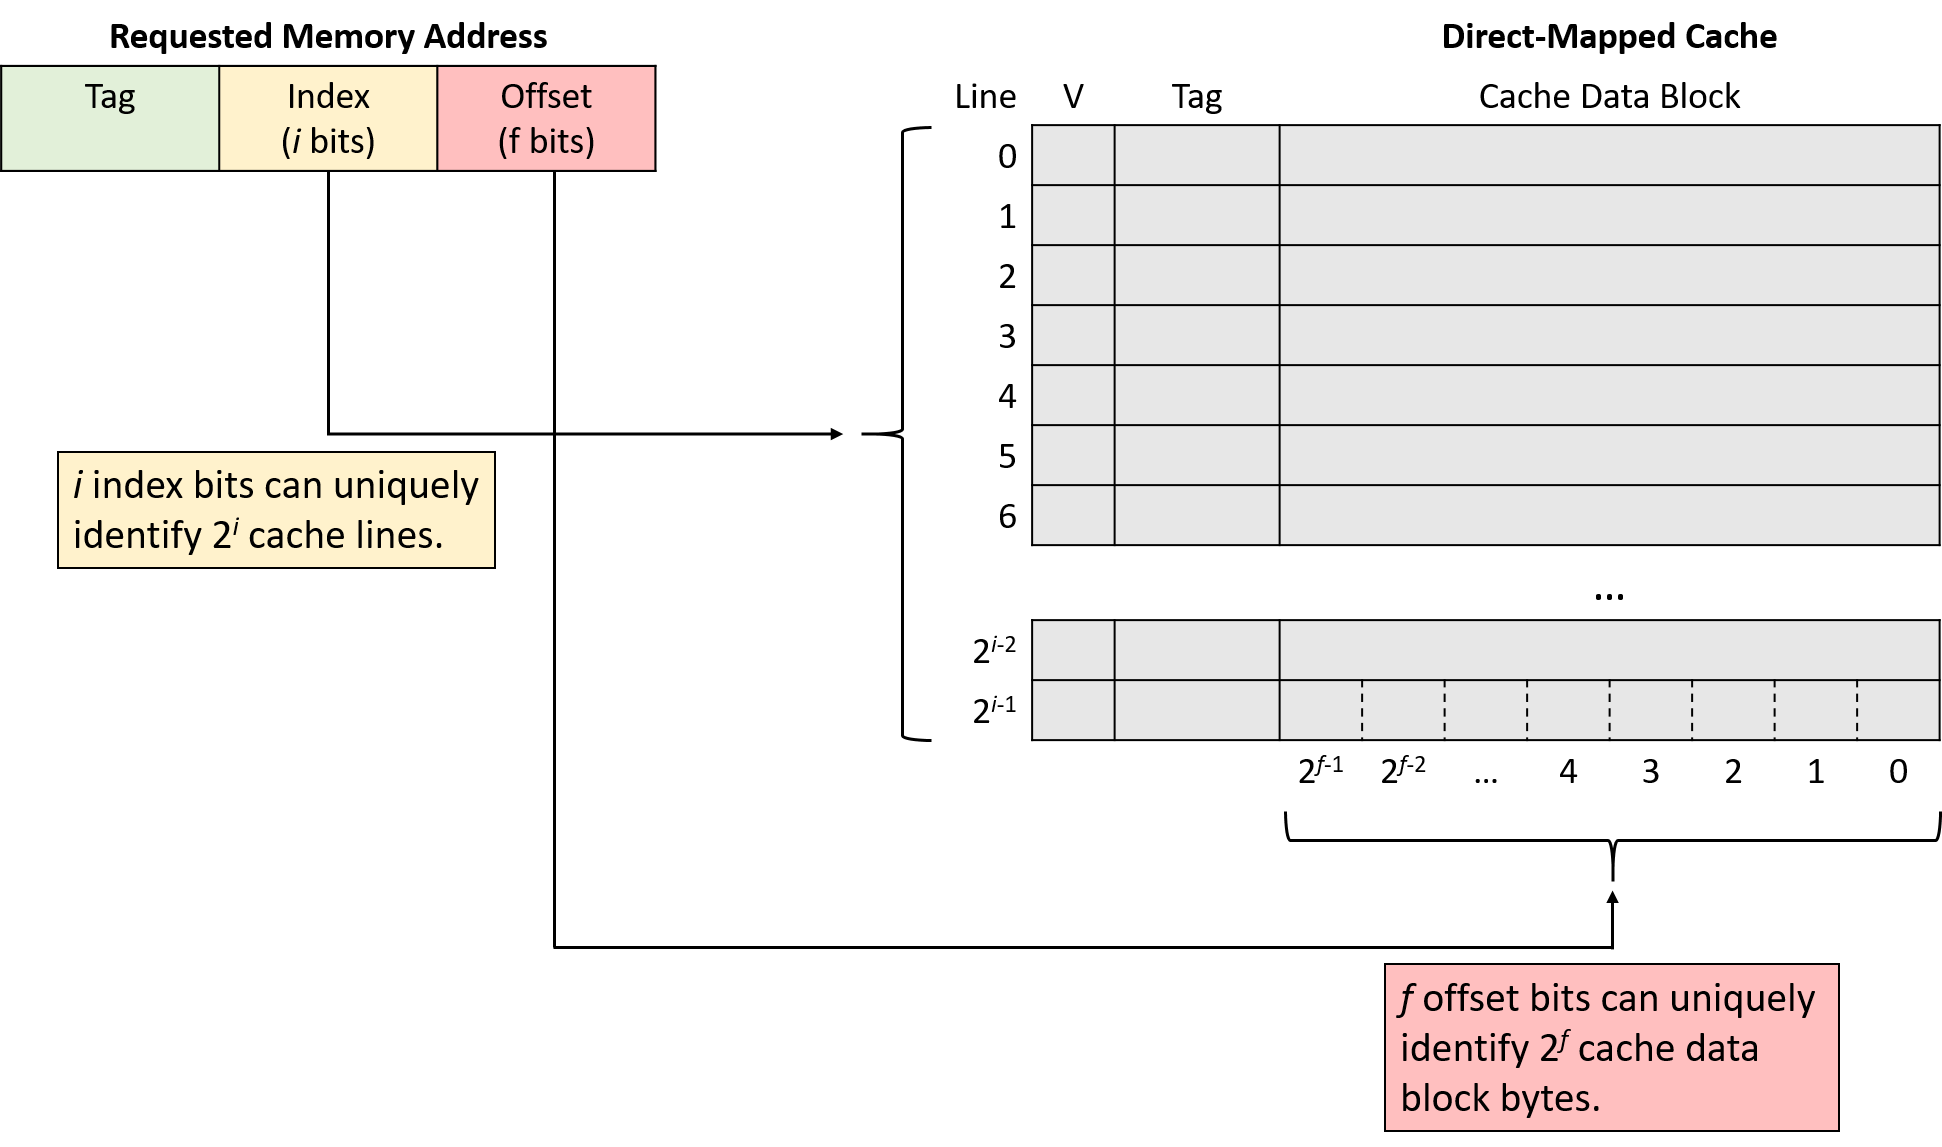 Requested Memory Address
Tag
Index
(i bits)
Offset
(f bits)
i index bits can uniquely
identify 2^i cache lines.
Direct-Mapped Cache
Line V Tag Cache Data Block
0
1
2
3
4
5
6
...
2^i-2
2^i-1
2^f-1 2^f-2 ... 4 3 2 1 0
f offset bits can uniquely
identify 2^f cache data
block bytes.